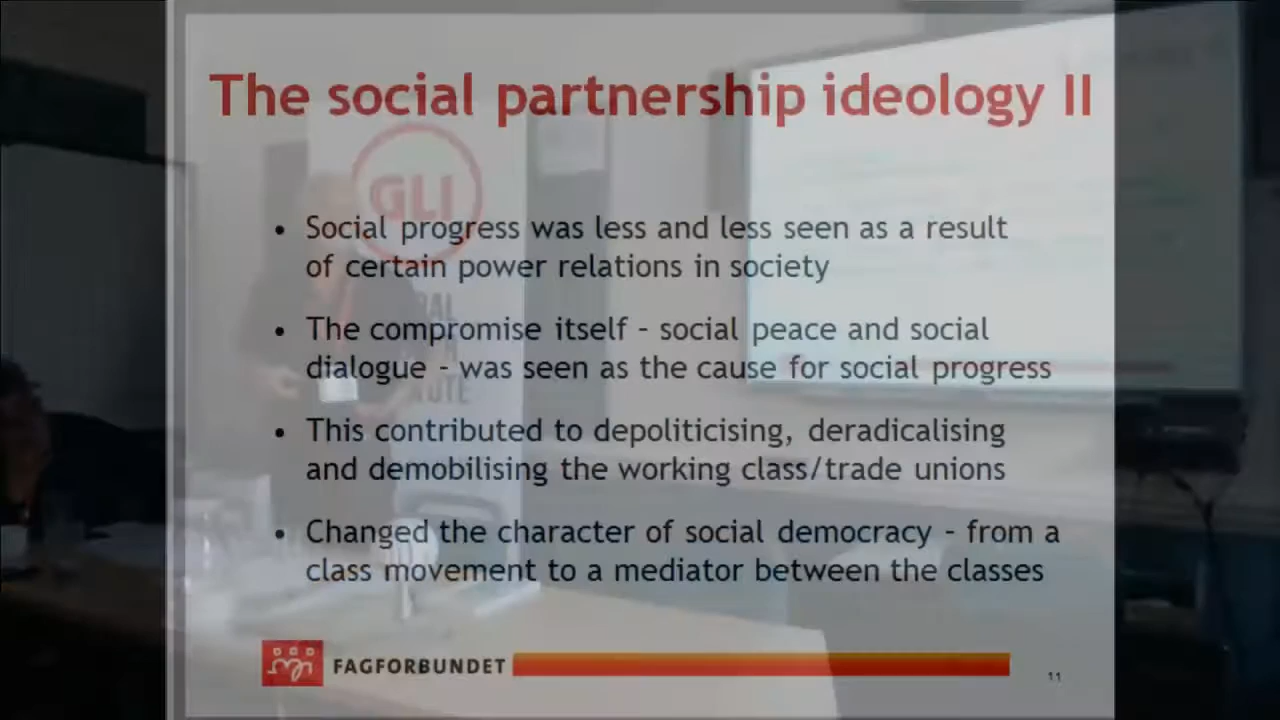 The social partnership ideology II
GLI
• Social progress was less and less seen as a result
of certain power relations in society
• The compromise itself – social peace and social
dialogue – was seen as the cause for social progress
• This contributed to depoliticising, deradicalising
and demobilising the working class/trade unions
• Changed the character of social democracy – from a
class movement to a mediator between the classes
FAGFORBUNDET
11